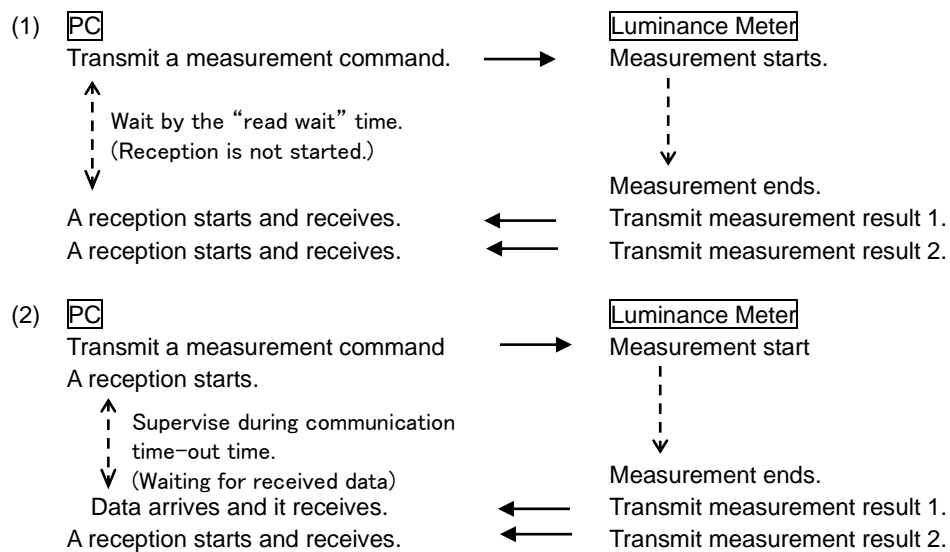 (1) PC Luminance Meter
Transmit a measurement command. Measurement starts.
Wait by the “read wait” time.
(Reception is not started.)
Measurement ends.
A reception starts and receives. Transmit measurement result 1.
A reception starts and receives. Transmit measurement result 2.
(2) PC Luminance Meter
Transmit a measurement command Measurement start
A reception starts.
Supervise during communication
time-out time.
(Waiting for received data)
Measurement ends.
Data arrives and it receives. Transmit measurement result 1.
A reception starts and receives. Transmit measurement result 2.